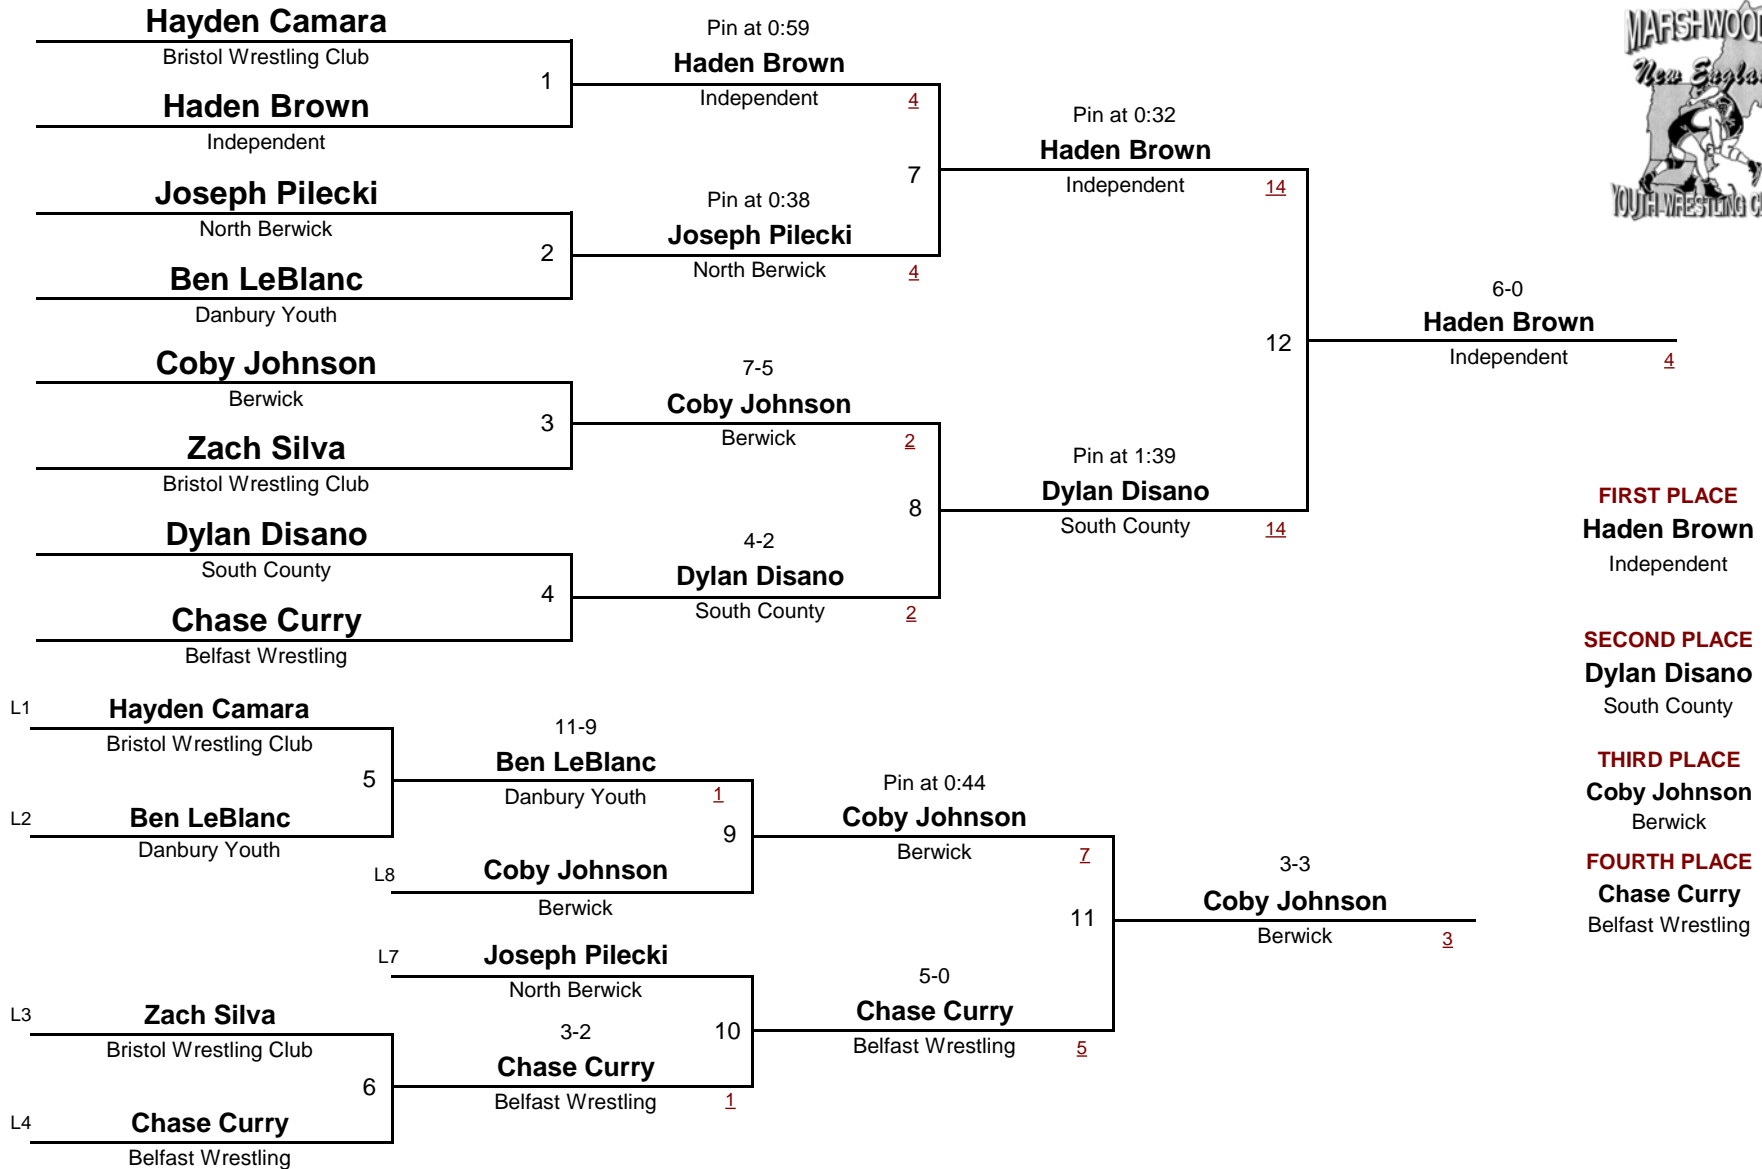 Hayden Camara
Bristol Wrestling Club
1
Haden Brown
Independent
Joseph Pilecki
North Berwick
2
Ben LeBlanc
Danbury Youth
Coby Johnson
Berwick
3
Zach Silva
Bristol Wrestling Club
Dylan Disano
South County
4
Chase Curry
Belfast Wrestling
Pin at 0:59
Haden Brown
Independent 4
7
Pin at 0:38
Joseph Pilecki
North Berwick 4
7-5
Coby Johnson
Berwick 2
8
4-2
Dylan Disano
South County 2
Pin at 0:32
Haden Brown
Independent 14
12
Pin at 1:39
Dylan Disano
South County 14
6-0
Haden Brown
Independent 4
New
FIRST PLACE
Haden Brown
Independent
SECOND PLACE
Dylan Disano
South County
THIRD PLACE
Coby Johnson
Berwick
FOURTH PLACE
Chase Curry
Belfast Wrestling
L1 Hayden Camara
Bristol Wrestling Club
5
L2 Ben LeBlanc
Danbury Youth
11-9
Ben LeBlanc
Danbury Youth 1
9
L8 Coby Johnson
Berwick
L7 Joseph Pilecki
North Berwick
10
L3 Zach Silva
Bristol Wrestling Club
6
L4 Chase Curry
Belfast Wrestling
3-2
Chase Curry
Belfast Wrestling 1
Pin at 0:44
Coby Johnson
Berwick 7
11
5-0
Chase Curry
Belfast Wrestling 5
3-3
Coby Johnson
Berwick 3